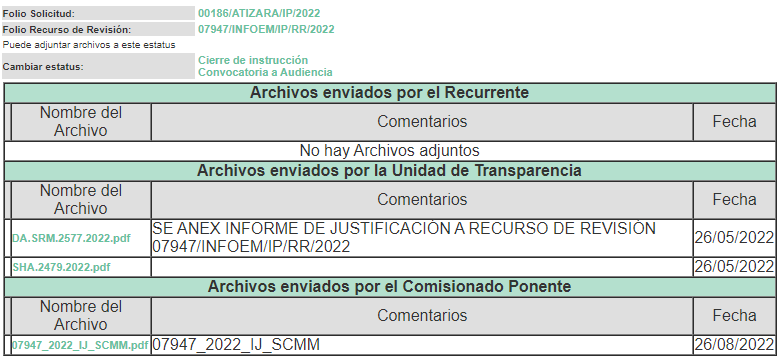 Folio Solicitud: 00186/ATIZARA/IP/2022
Folio Recurso de Revisión: 07947/INFOEM/IP/RR/2022
Puede adjuntar archivos a este estatus
Cambiar estatus: Cierre de instrucción
Convocatoria a Audiencia
Archivos enviados por el Recurrente
Nombre del Archivo Comentarios Fecha
No hay Archivos adjuntos
Archivos enviados por la Unidad de Transparencia
Nombre del Archivo Comentarios Fecha
DA.SRM.2577.2022.pdf SE ANEX INFORME DE JUSTIFICACIÓN A RECURSO DE REVISIÓN 07947/INFOEM/IP/RR/2022 26/05/2022
SHA.2479.2022.pdf 26/05/2022
Archivos enviados por el Comisionado Ponente
Nombre del Archivo Comentarios Fecha
07947_2022_IJ_SCMM.pdf 07947_2022_IJ_SCMM 26/08/2022